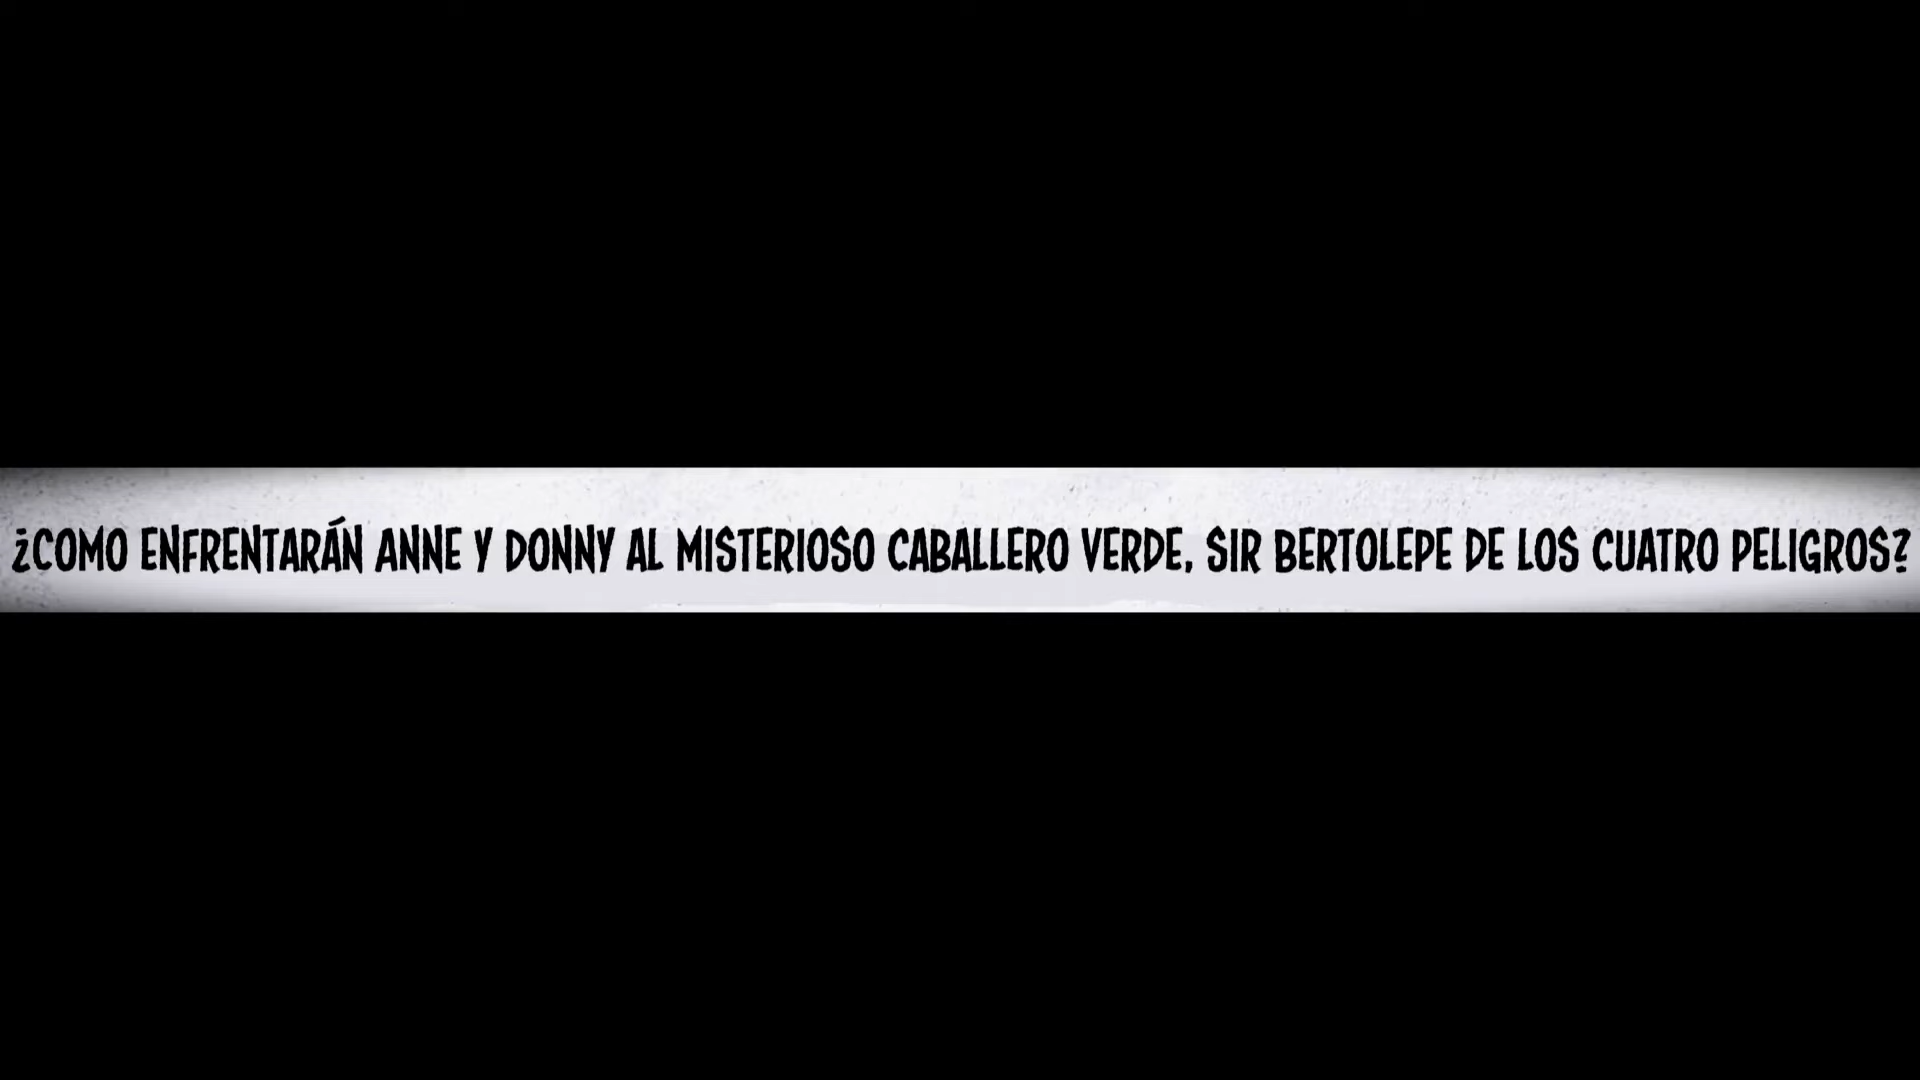 ¿COMO ENFRENTARÁN ANNE Y DONNY AL MISTERIOSO CABALLERO VERDE, SIR BERTOLEPE DE LOS CUATRO PELIGROS?